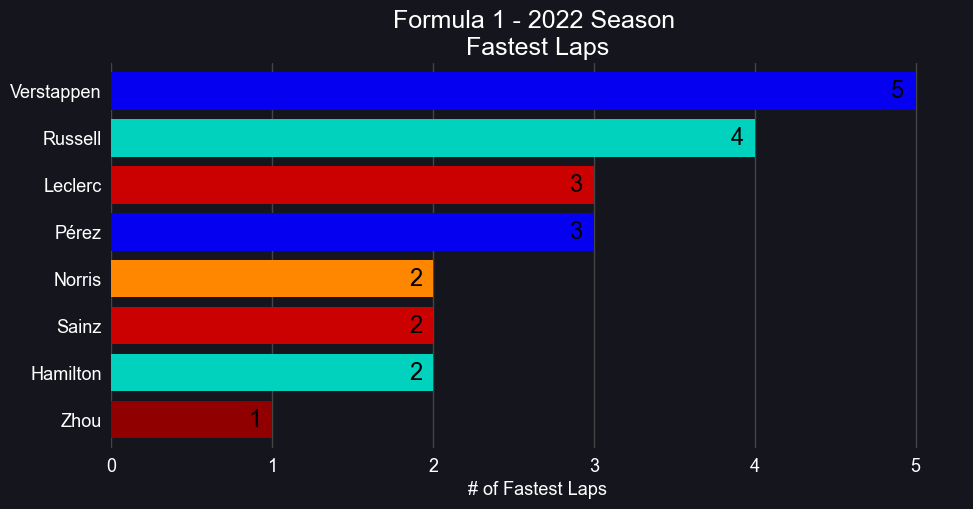 Formula 1 - 2022 Season
Fastest Laps
Verstappen 5
Russell 4
Leclerc 3
Pérez 3
Norris 2
Sainz 2
Hamilton 2
Zhou 1
0 1 2 3 4 5
# of Fastest Laps